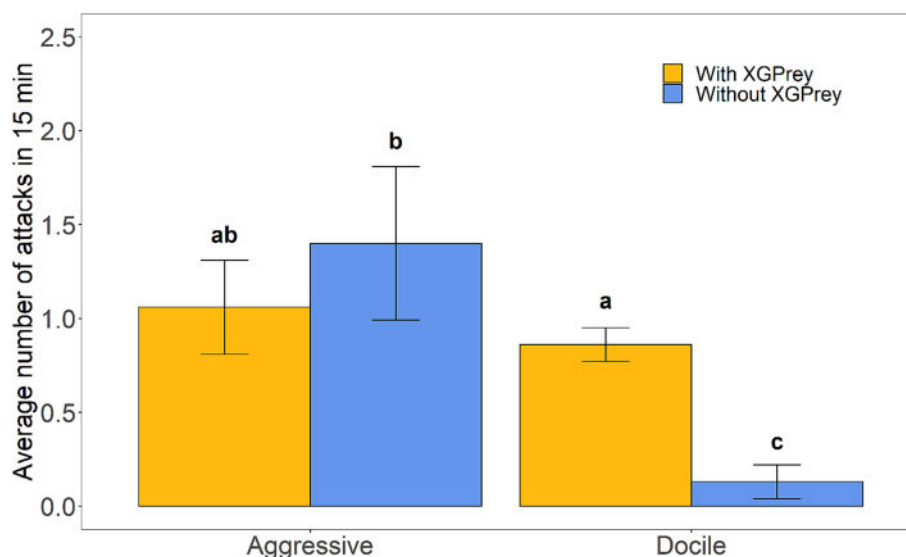 Average number of attacks in 15 min
2.5
2.0
1.5
1.0
0.5
0.0
With XGPrey
Without XGPrey
ab
b
a
c
Aggressive
Docile